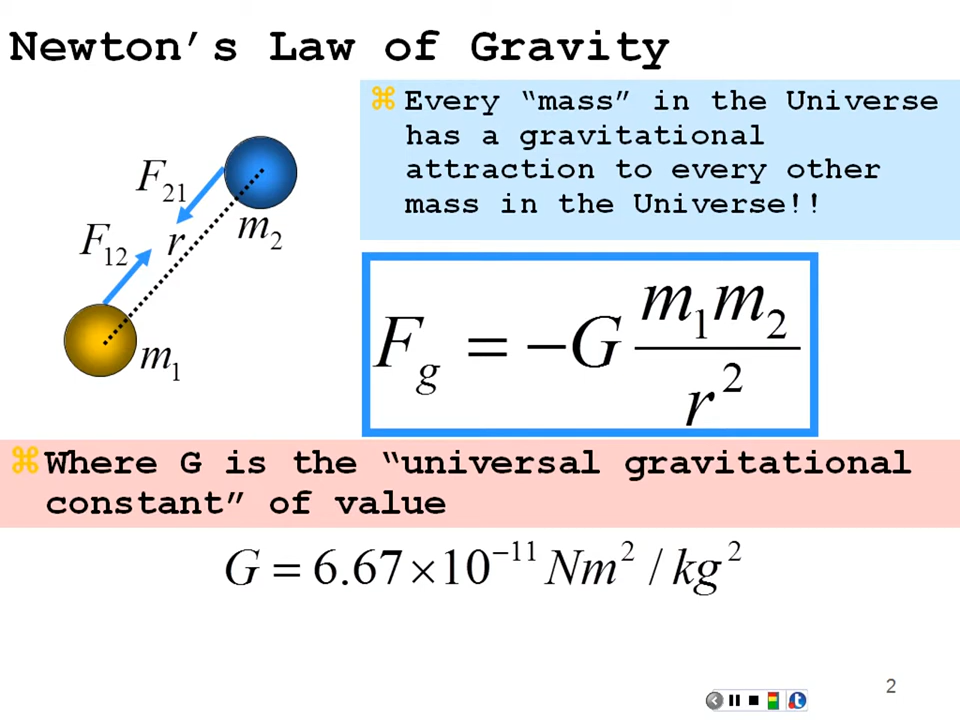 Newton’s Law of Gravity
⌘ Every “mass” in the Universe
has a gravitational
attraction to every other
mass in the Universe!!
F₂₁
m₂
F₁₂
r
m₁
F_g = −G m₁m₂ / r²
⌘ Where G is the “universal gravitational
constant” of value
G = 6.67×10⁻¹¹ Nm² / kg²
2